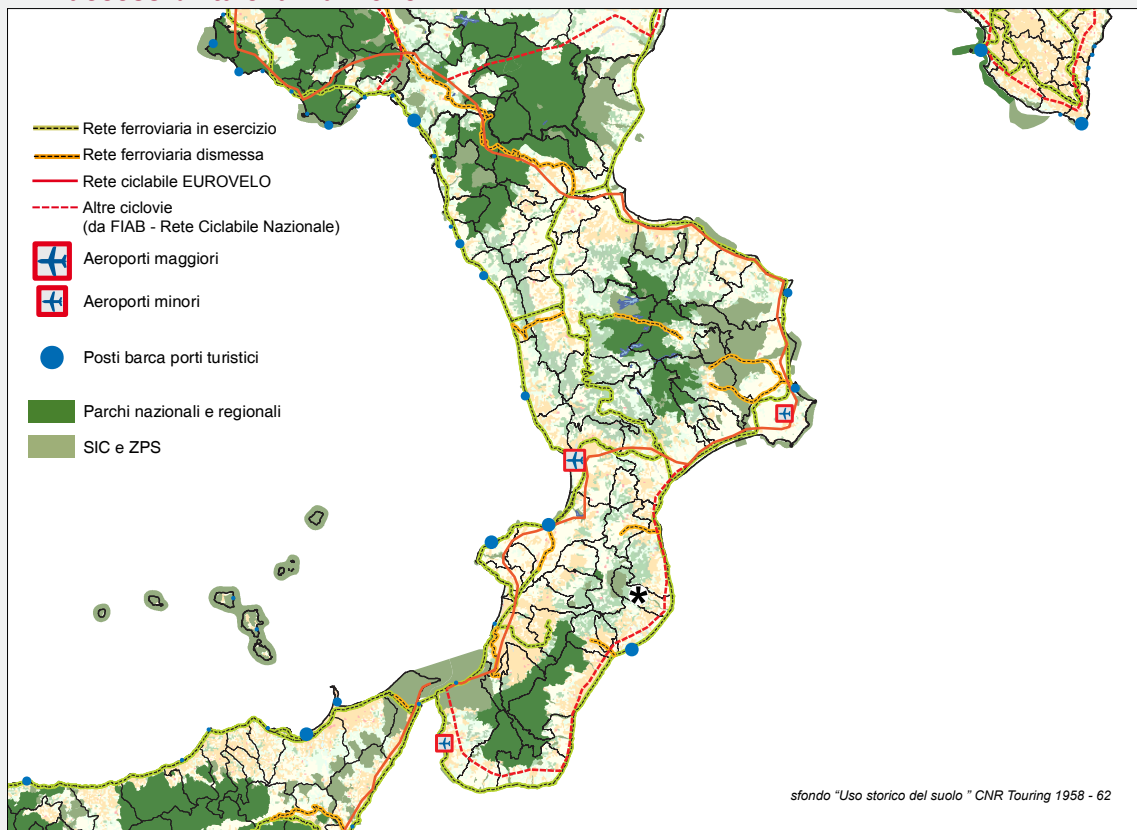 Rete ferroviaria in esercizio
Rete ferroviaria dismessa
Rete ciclabile EUROVELO
Altre ciclovie
(da FIAB - Rete Ciclabile Nazionale)
Aeroporti maggiori
Aeroporti minori
Posti barca porti turistici
Parchi nazionali e regionali
SIC e ZPS
*
sfondo “Uso storico del suolo ” CNR Touring 1958 - 62